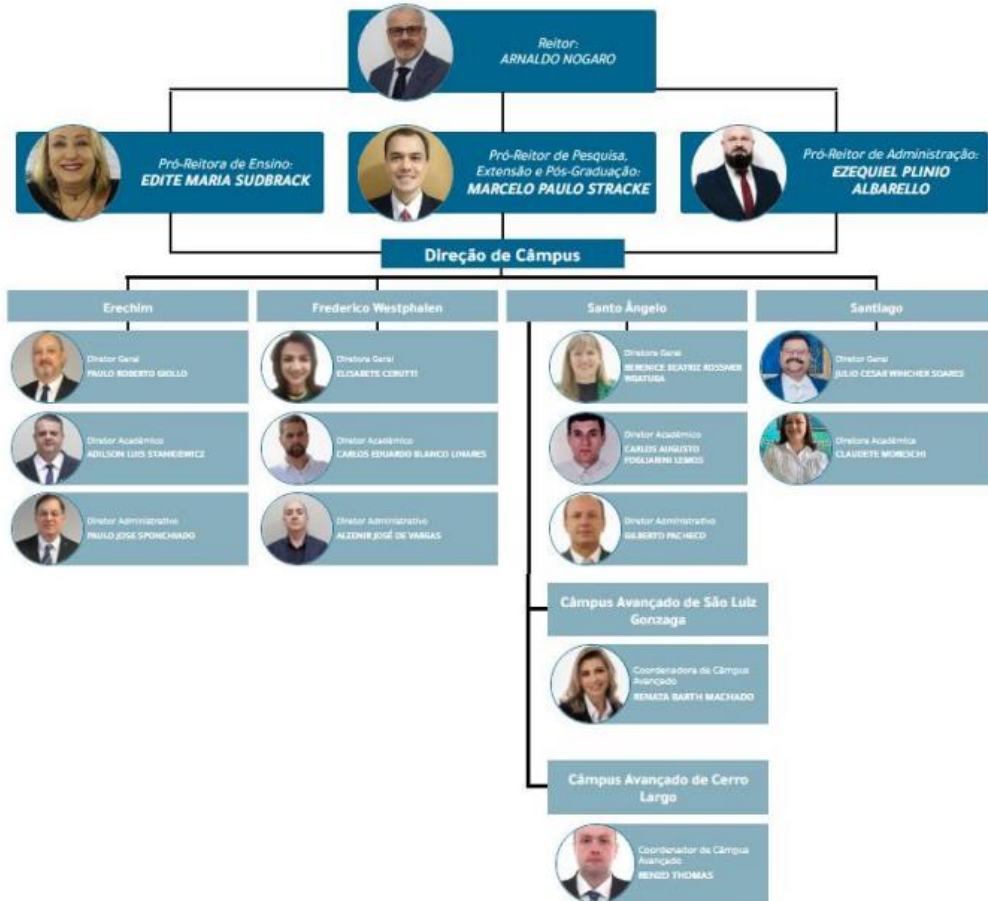 Reitor:
ARNALDO NOGARO
Pró-Reitora de Ensino:
EDITE MARIA SUDBRACK
Pró-Reitor de Pesquisa,
Extensão e Pós-Graduação:
MARCELO PAULO STRACKE
Pró-Reitor de Administração:
EZEQUIEL PLINIO
ALBARELLO
Direção de Câmpus
Erechim
Diretor Geral
PAULO ROBERTO GIOLLO
Diretor Acadêmico
ADILSON LUIS STANKIEWICZ
Diretor Administrativo
PAULO JOSE SPONCHIADO
Frederico Westphalen
Diretora Geral
ELISABETE CERUTTI
Diretor Acadêmico
CARLOS EDUARDO BLANCO LINARES
Diretor Administrativo
ALZENIR JOSÉ DE VARGAS
Santo Ângelo
Diretora Geral
BERENICE BEATRIZ ROSSNER
WBATUBA
Diretor Acadêmico
CARLOS AUGUSTO
FOGLIARINI LEMOS
Diretor Administrativo
GILBERTO PACHECO
Câmpus Avançado de São Luiz
Gonzaga
Coordenadora de Câmpus
Avançado
RENATA BARTH MACHADO
Câmpus Avançado de Cerro
Largo
Coordenador de Câmpus
Avançado
RENZO THOMAS
Santiago
Diretor Geral
JULIO CESAR WINCHER SOARES
Diretora Acadêmica
CLAUDETE MORESCHI